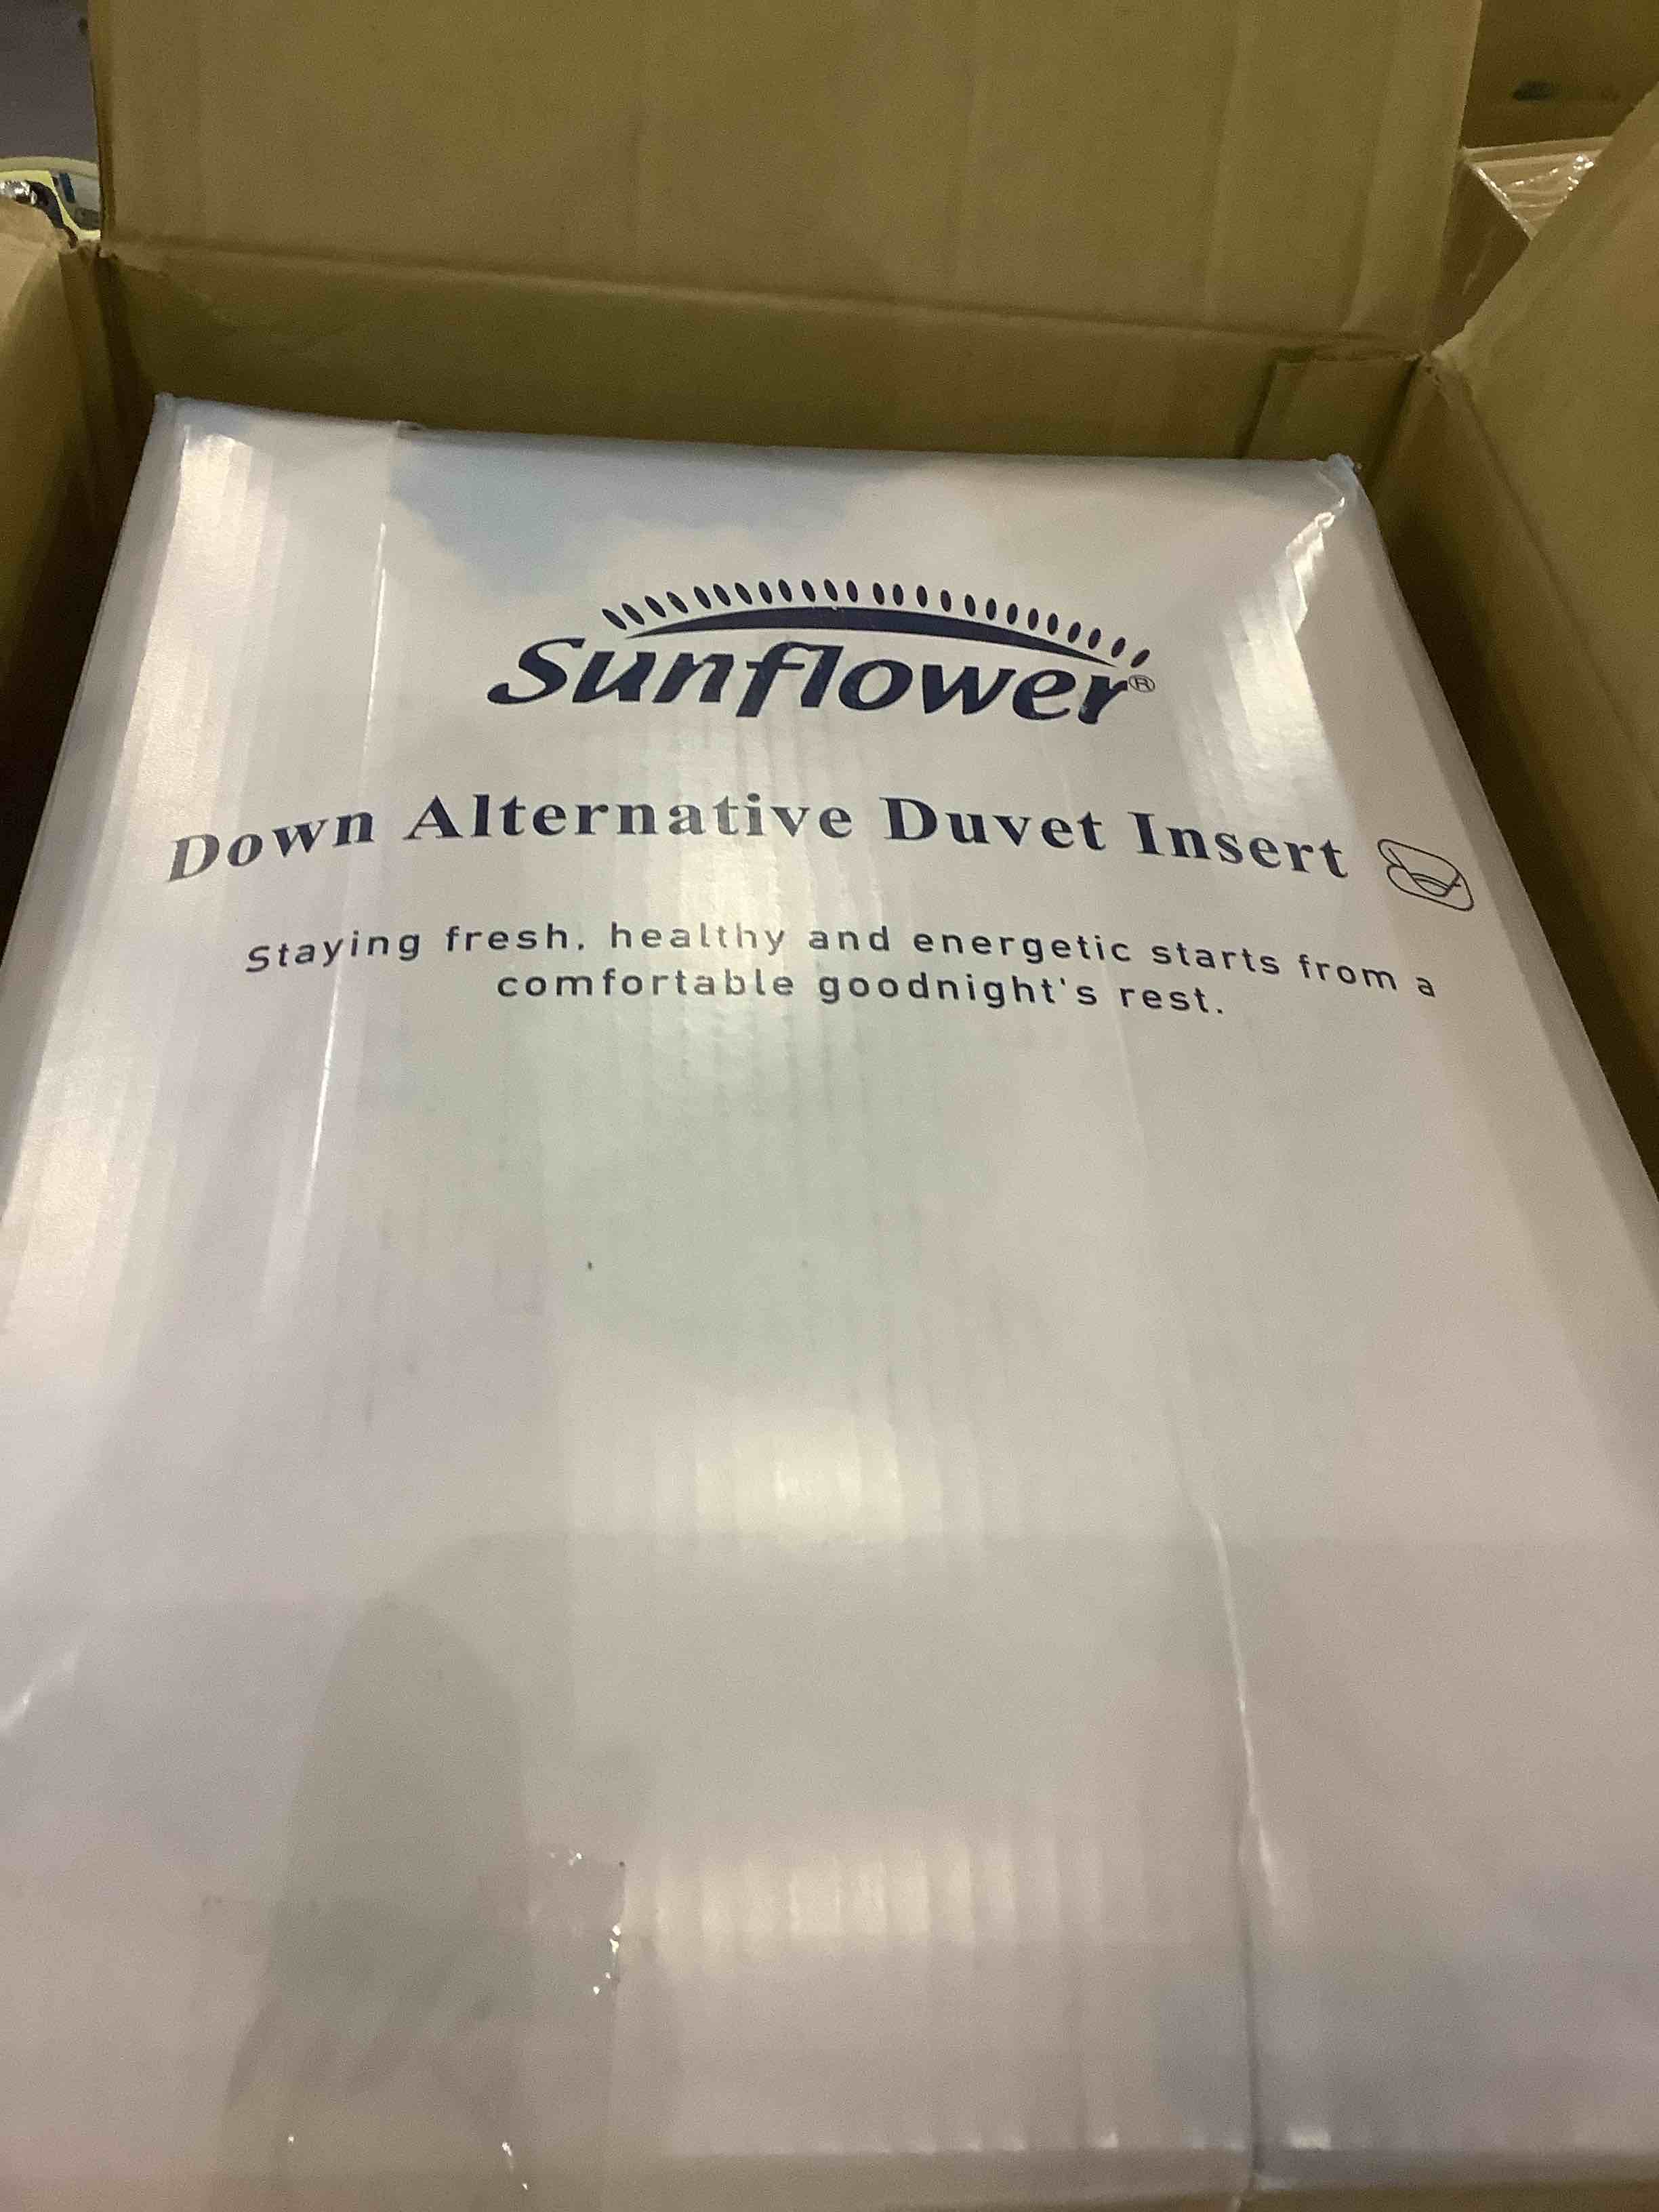 Sunflower®
Down Alternative Duvet Insert
Staying fresh, healthy and energetic starts from a
comfortable goodnight's rest.